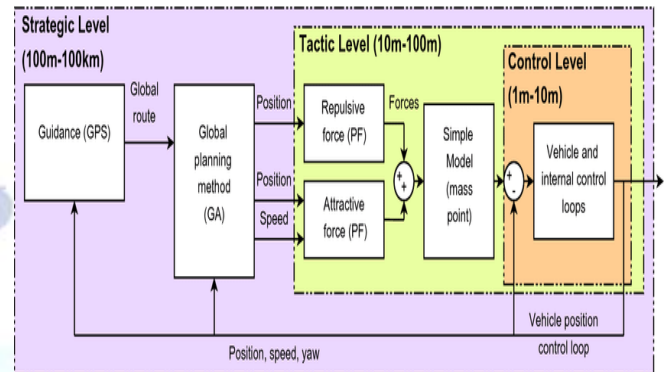 Strategic Level
(100m-100km)
Tactic Level (10m-100m)
Control Level
(1m-10m)
Guidance (GPS)
Global
route
Global
planning
method
(GA)
Position
Position
Speed
Repulsive
force (PF)
Attractive
force (PF)
Forces
+
+
Simple
Model
(mass
point)
+
-
Vehicle and
internal control
loops
Vehicle position
control loop
Position, speed, yaw